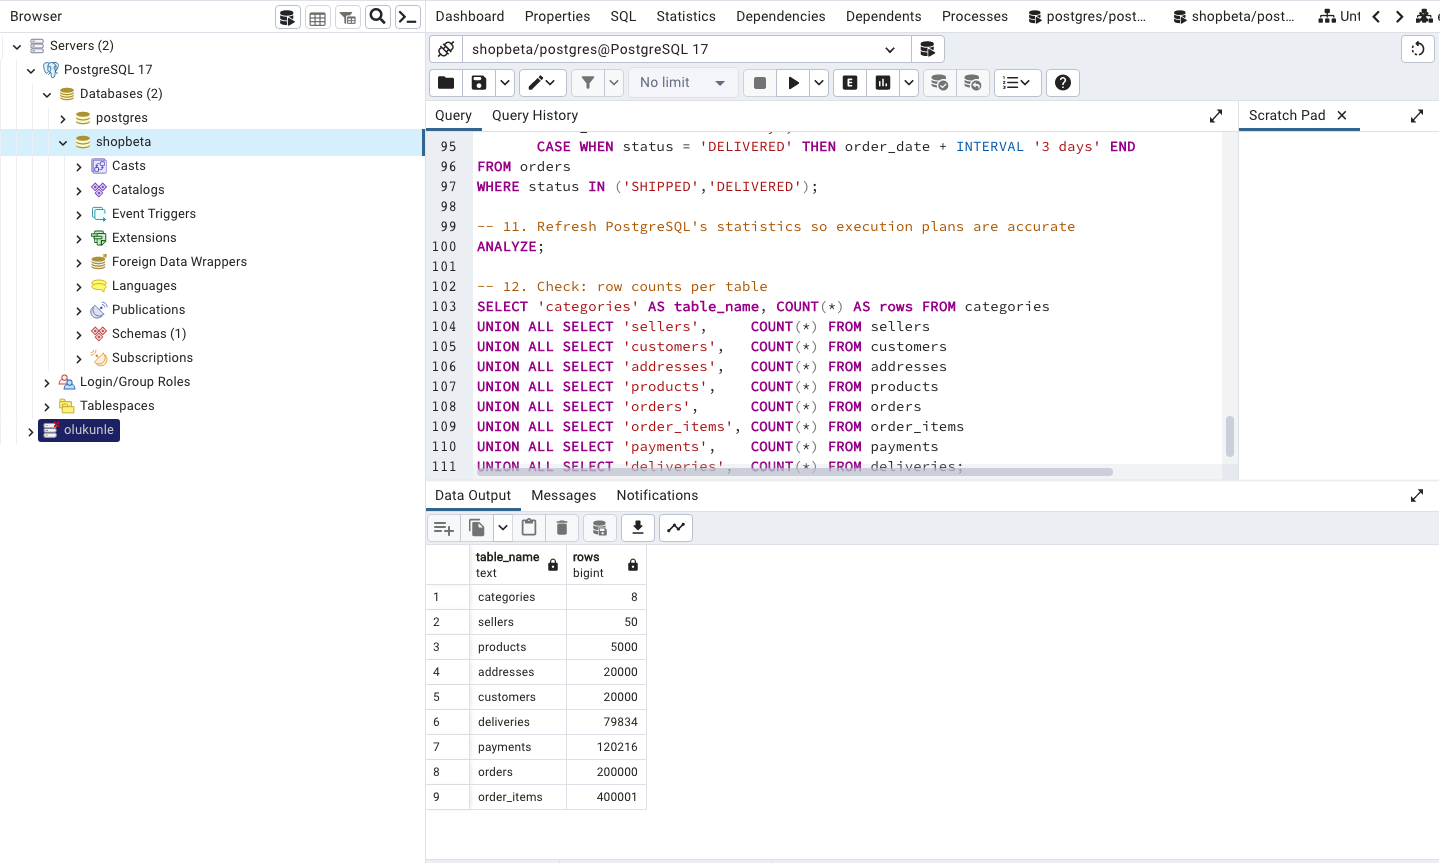 Browser
Servers (2)
PostgreSQL 17
Databases (2)
postgres
shopbeta
Casts
Catalogs
Event Triggers
Extensions
Foreign Data Wrappers
Languages
Publications
Schemas (1)
Subscriptions
Login/Group Roles
Tablespaces
olukunle
Dashboard Properties SQL Statistics Dependencies Dependents Processes postgres/post... shopbeta/post... Unt
shopbeta/postgres@PostgreSQL 17
No limit E
Query Query History
Scratch Pad
95 CASE WHEN status = 'DELIVERED' THEN order_date + INTERVAL '3 days' END
96 FROM orders
97 WHERE status IN ('SHIPPED','DELIVERED');
98
99 -- 11. Refresh PostgreSQL's statistics so execution plans are accurate
100 ANALYZE;
101
102 -- 12. Check: row counts per table
103 SELECT 'categories' AS table_name, COUNT(*) AS rows FROM categories
104 UNION ALL SELECT 'sellers', COUNT(*) FROM sellers
105 UNION ALL SELECT 'customers', COUNT(*) FROM customers
106 UNION ALL SELECT 'addresses', COUNT(*) FROM addresses
107 UNION ALL SELECT 'products', COUNT(*) FROM products
108 UNION ALL SELECT 'orders', COUNT(*) FROM orders
109 UNION ALL SELECT 'order_items', COUNT(*) FROM order_items
110 UNION ALL SELECT 'payments', COUNT(*) FROM payments
111 UNION ALL SELECT 'deliveries', COUNT(*) FROM deliveries;
Data Output Messages Notifications
table_name rows
text bigint
1 categories 8
2 sellers 50
3 products 5000
4 addresses 20000
5 customers 20000
6 deliveries 79834
7 payments 120216
8 orders 200000
9 order_items 400001